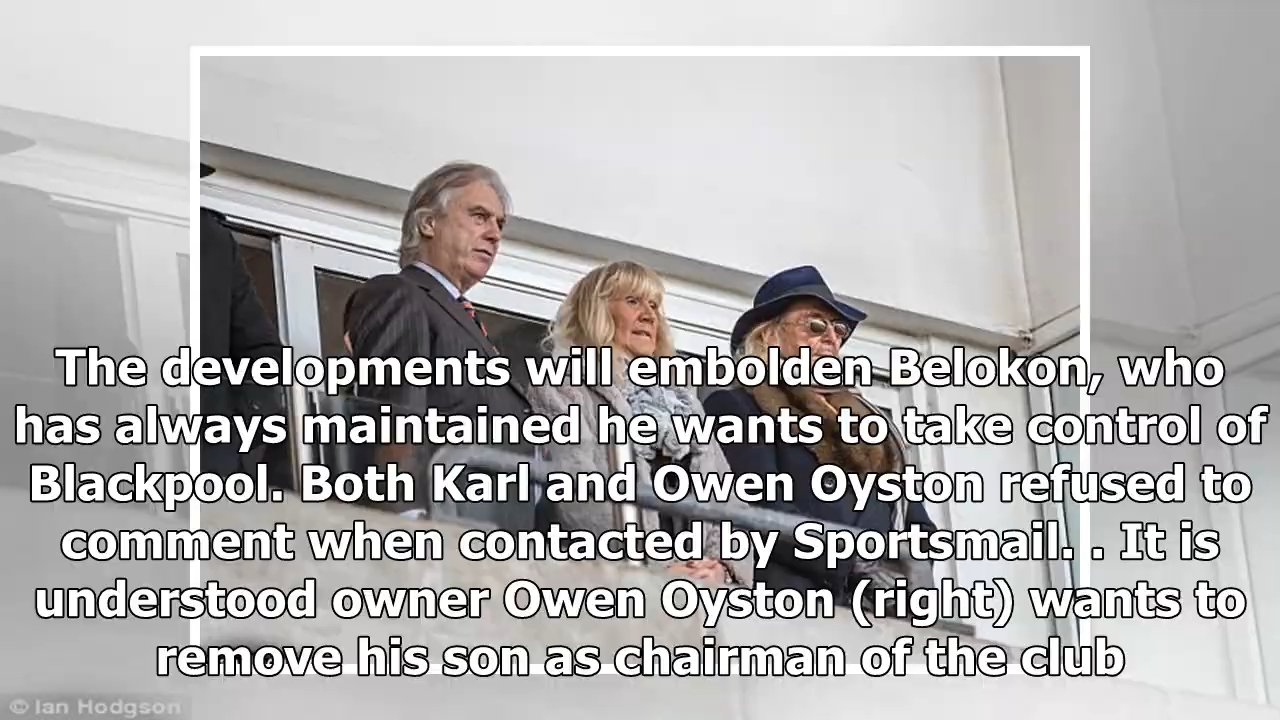 The developments will embolden Belokon, who
has always maintained he wants to take control of
Blackpool. Both Karl and Owen Oyston refused to
comment when contacted by Sportsmail. . It is
understood owner Owen Oyston (right) wants to
remove his son as chairman of the club
© Ian Hodgson